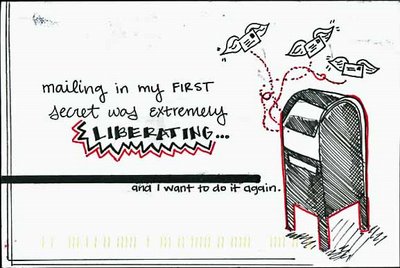 mailing in my FIRST
secret was extremely
LIBERATING...
and I want to do it again.